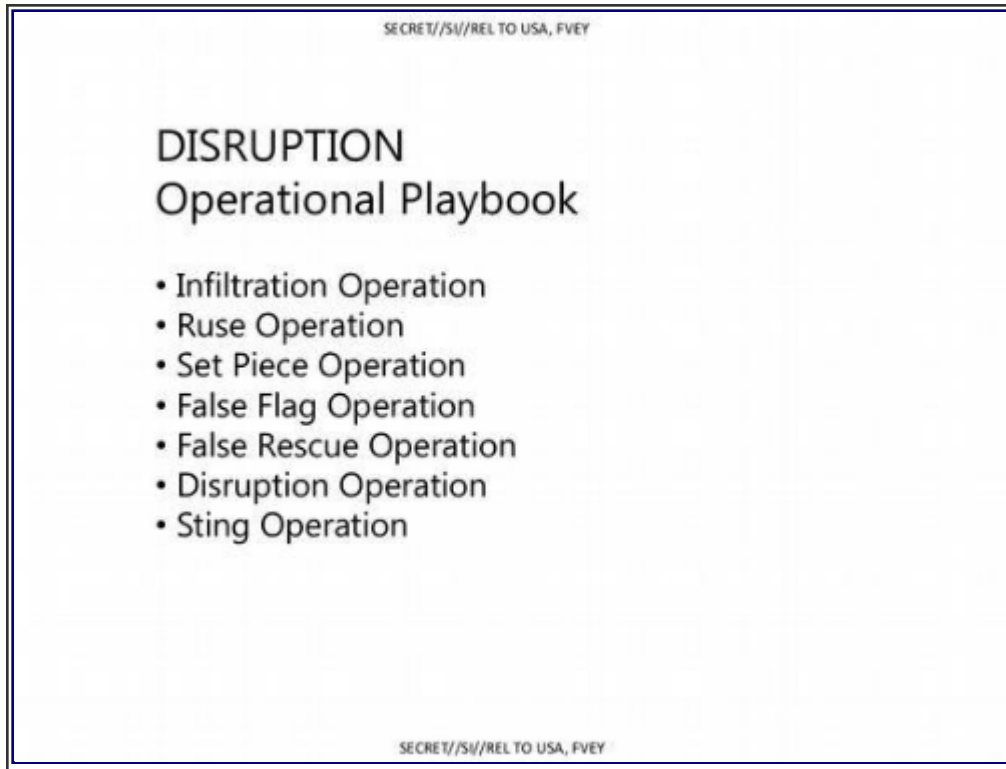 SECRET//SI//REL TO USA, FVEY
DISRUPTION
Operational Playbook
• Infiltration Operation
• Ruse Operation
• Set Piece Operation
• False Flag Operation
• False Rescue Operation
• Disruption Operation
• Sting Operation
SECRET//SI//REL TO USA, FVEY